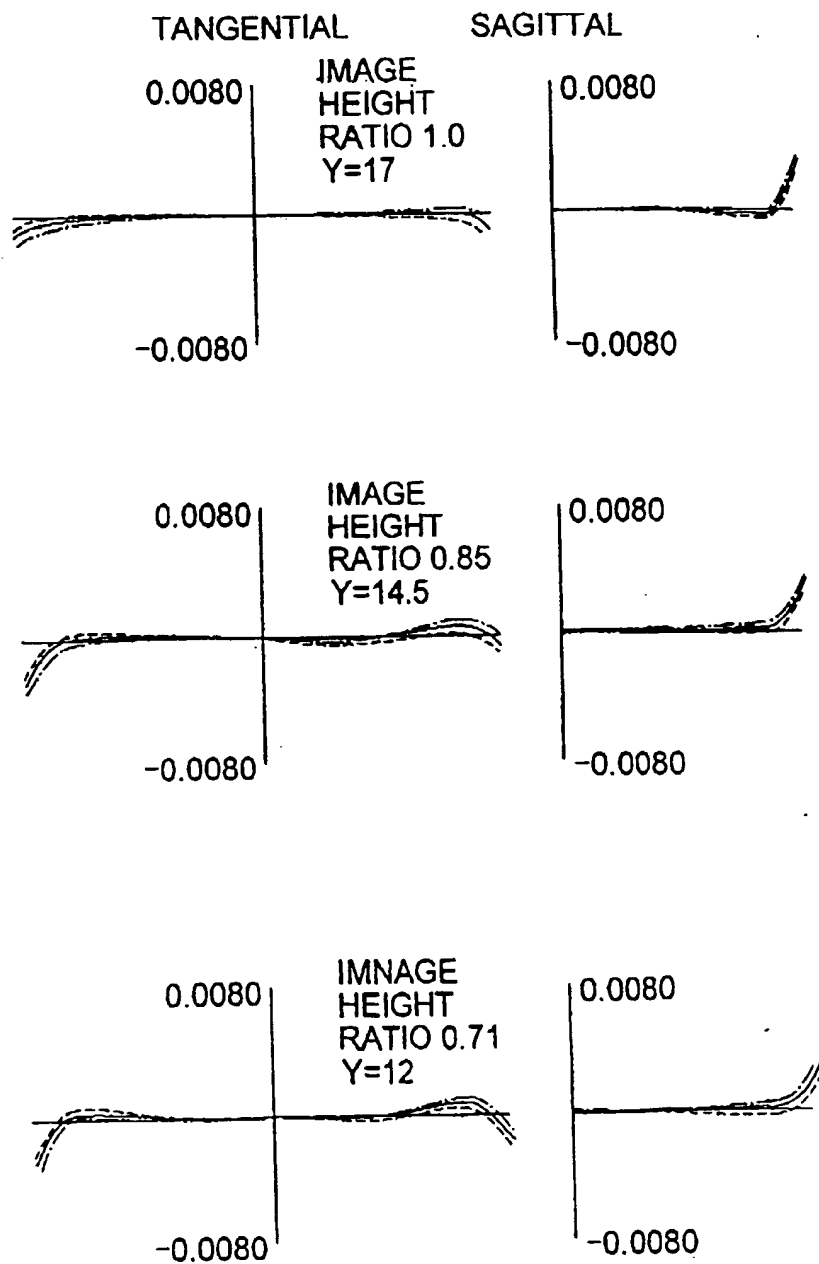 TANGENTIAL SAGITTAL
IMAGE
HEIGHT
RATIO 1.0
Y=17
0.0080
-0.0080
0.0080
-0.0080
IMAGE
HEIGHT
RATIO 0.85
Y=14.5
0.0080
-0.0080
0.0080
-0.0080
IMNAGE
HEIGHT
RATIO 0.71
Y=12
0.0080
-0.0080
0.0080
-0.0080